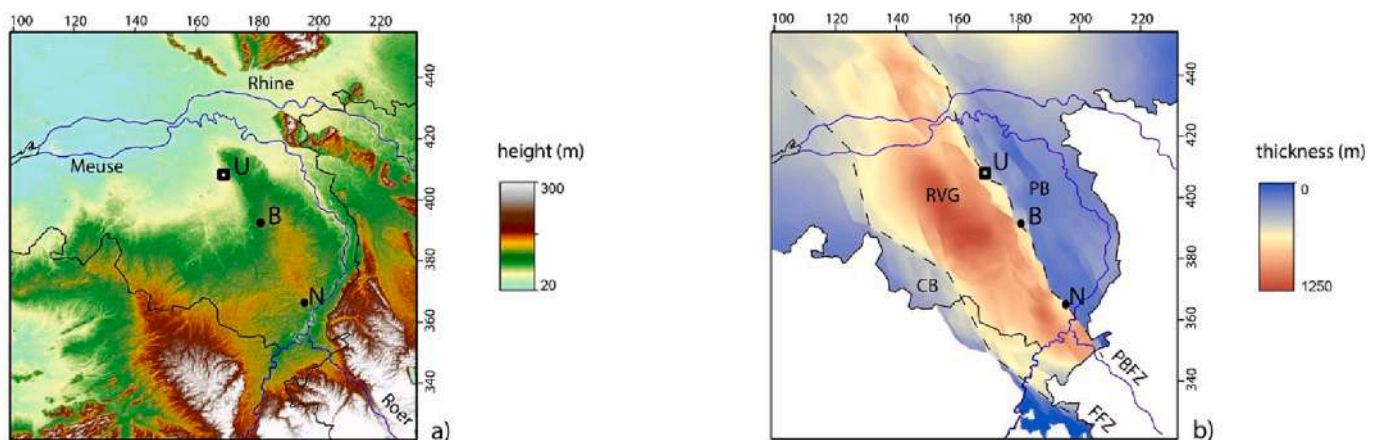 100 120 140 160 180 200 220
440
420
400
380
360
340
Rhine
Meuse
U
B
N
Roer
a)
height (m)
300
20
100 120 140 160 180 200 220
440
420
400
380
360
340
U
PB
RVG
B
CB
N
PBFZ
FFZ
b)
thickness (m)
0
1250